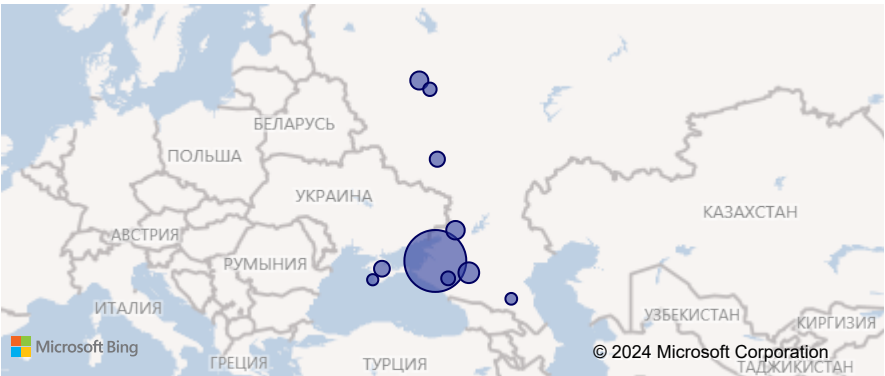 БЕЛАРУСЬ
ПОЛЬША
УКРАИНА
КАЗАХСТАН
АВСТРИЯ
РУМЫНИЯ
ИТАЛИЯ
УЗБЕКИСТАН
КИРГИЗИЯ
Microsoft Bing
© 2024 Microsoft Corporation
ГРЕЦИЯ
ТУРЦИЯ
ТАДЖИКИСТАН